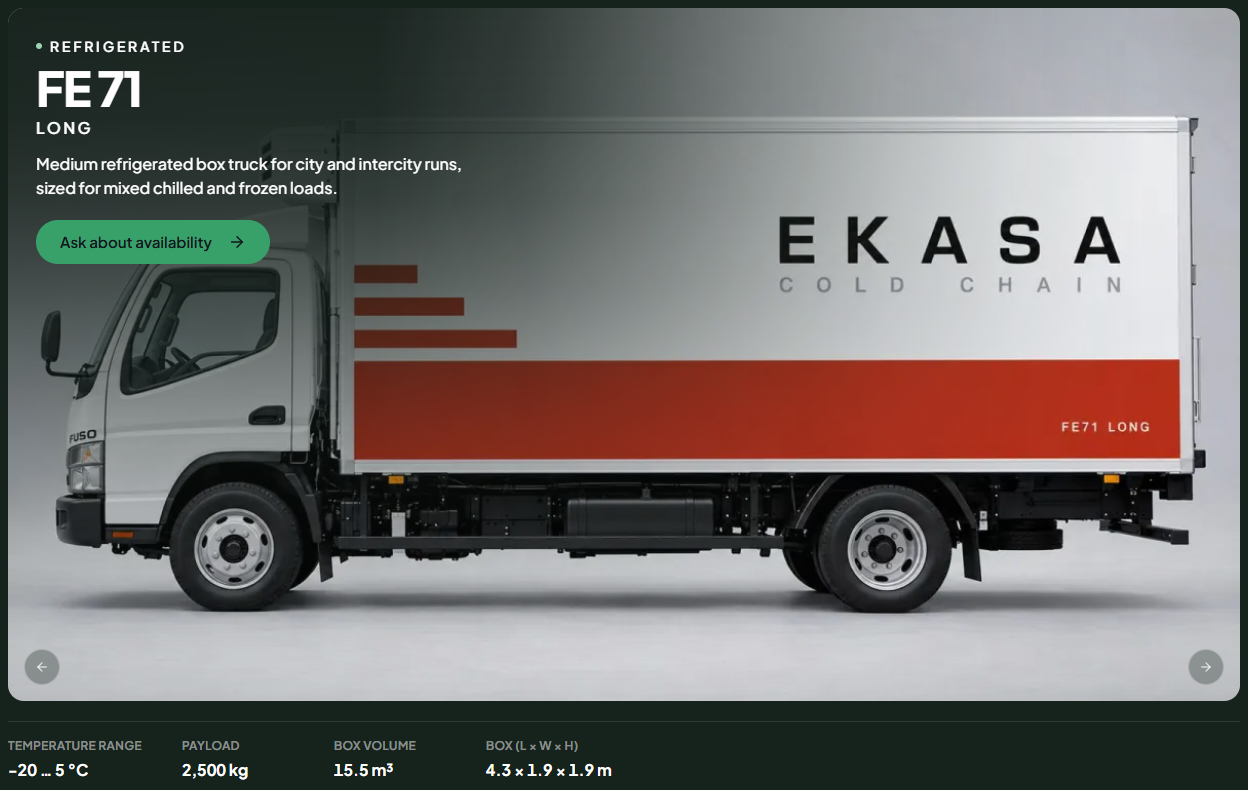 REFRIGERATED
FE 71
LONG
Medium refrigerated box truck for city and intercity runs,
sized for mixed chilled and frozen loads.
Ask about availability →
EKASA
COLD CHAIN
FE71 LONG
FUSO
← →
TEMPERATURE RANGE PAYLOAD BOX VOLUME BOX (L × W × H)
−20 … 5 °C 2,500 kg 15.5 m³ 4.3 × 1.9 × 1.9 m